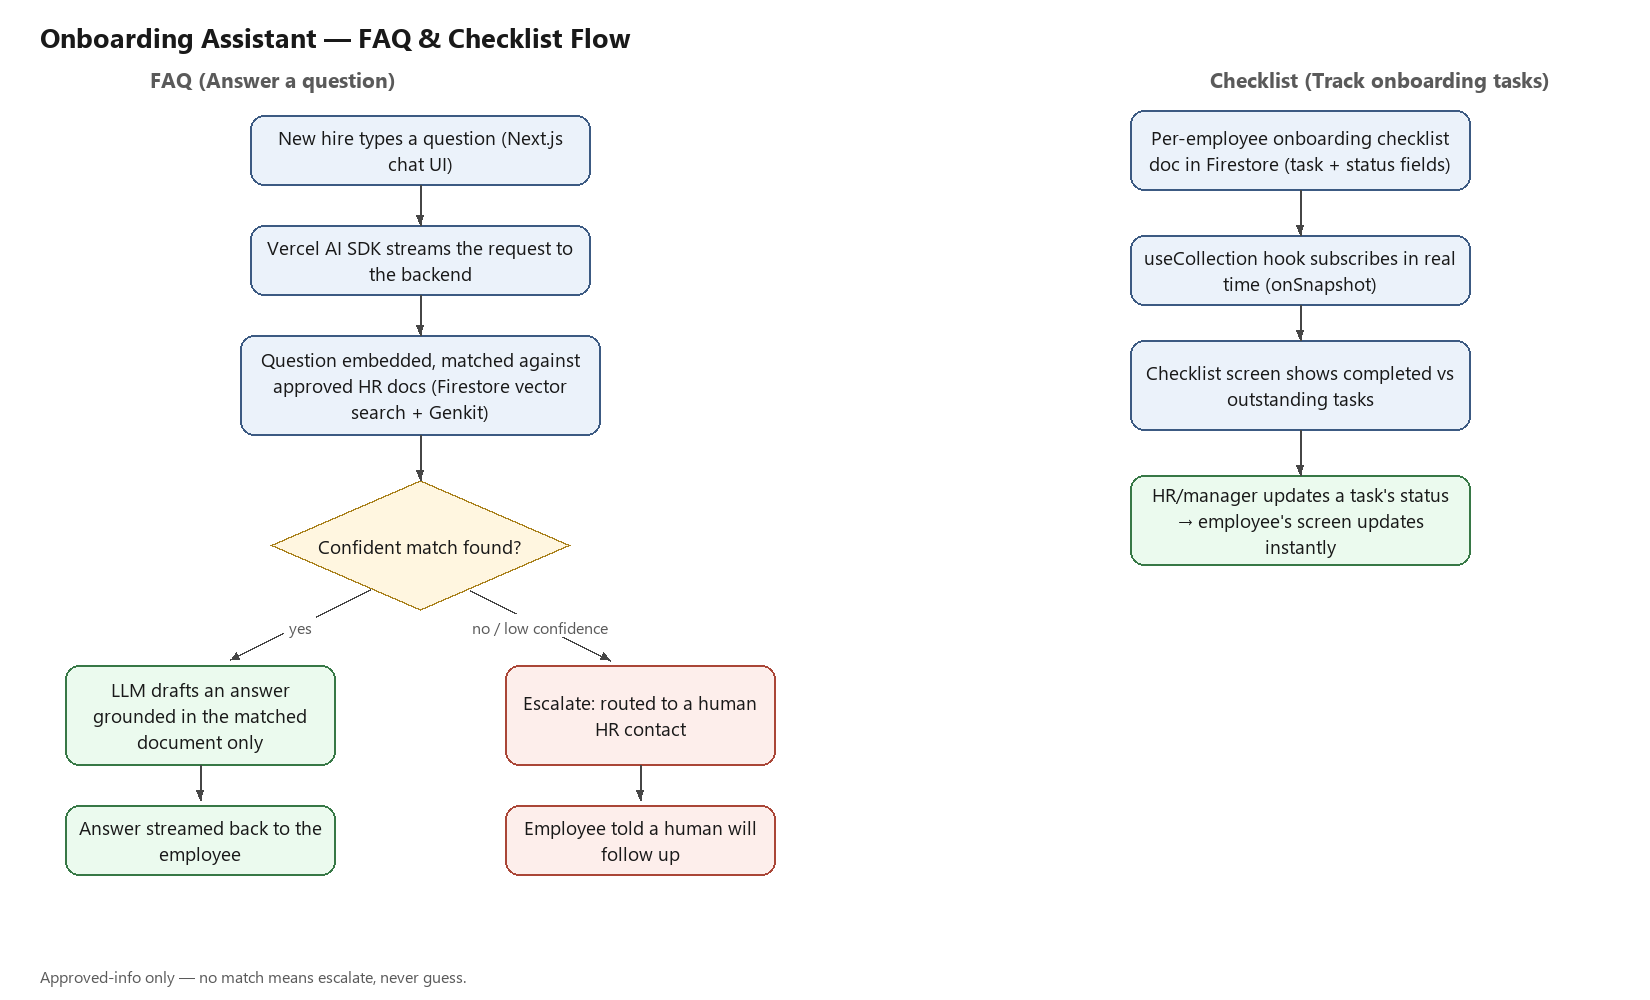 Onboarding Assistant — FAQ & Checklist Flow
FAQ (Answer a question)
New hire types a question (Next.js
chat UI)
Vercel AI SDK streams the request to
the backend
Question embedded, matched against
approved HR docs (Firestore vector
search + Genkit)
Confident match found?
yes
no / low confidence
LLM drafts an answer
grounded in the matched
document only
Answer streamed back to the
employee
Escalate: routed to a human
HR contact
Employee told a human will
follow up
Checklist (Track onboarding tasks)
Per-employee onboarding checklist
doc in Firestore (task + status fields)
useCollection hook subscribes in real
time (onSnapshot)
Checklist screen shows completed vs
outstanding tasks
HR/manager updates a task's status
→ employee's screen updates
instantly
Approved-info only — no match means escalate, never guess.